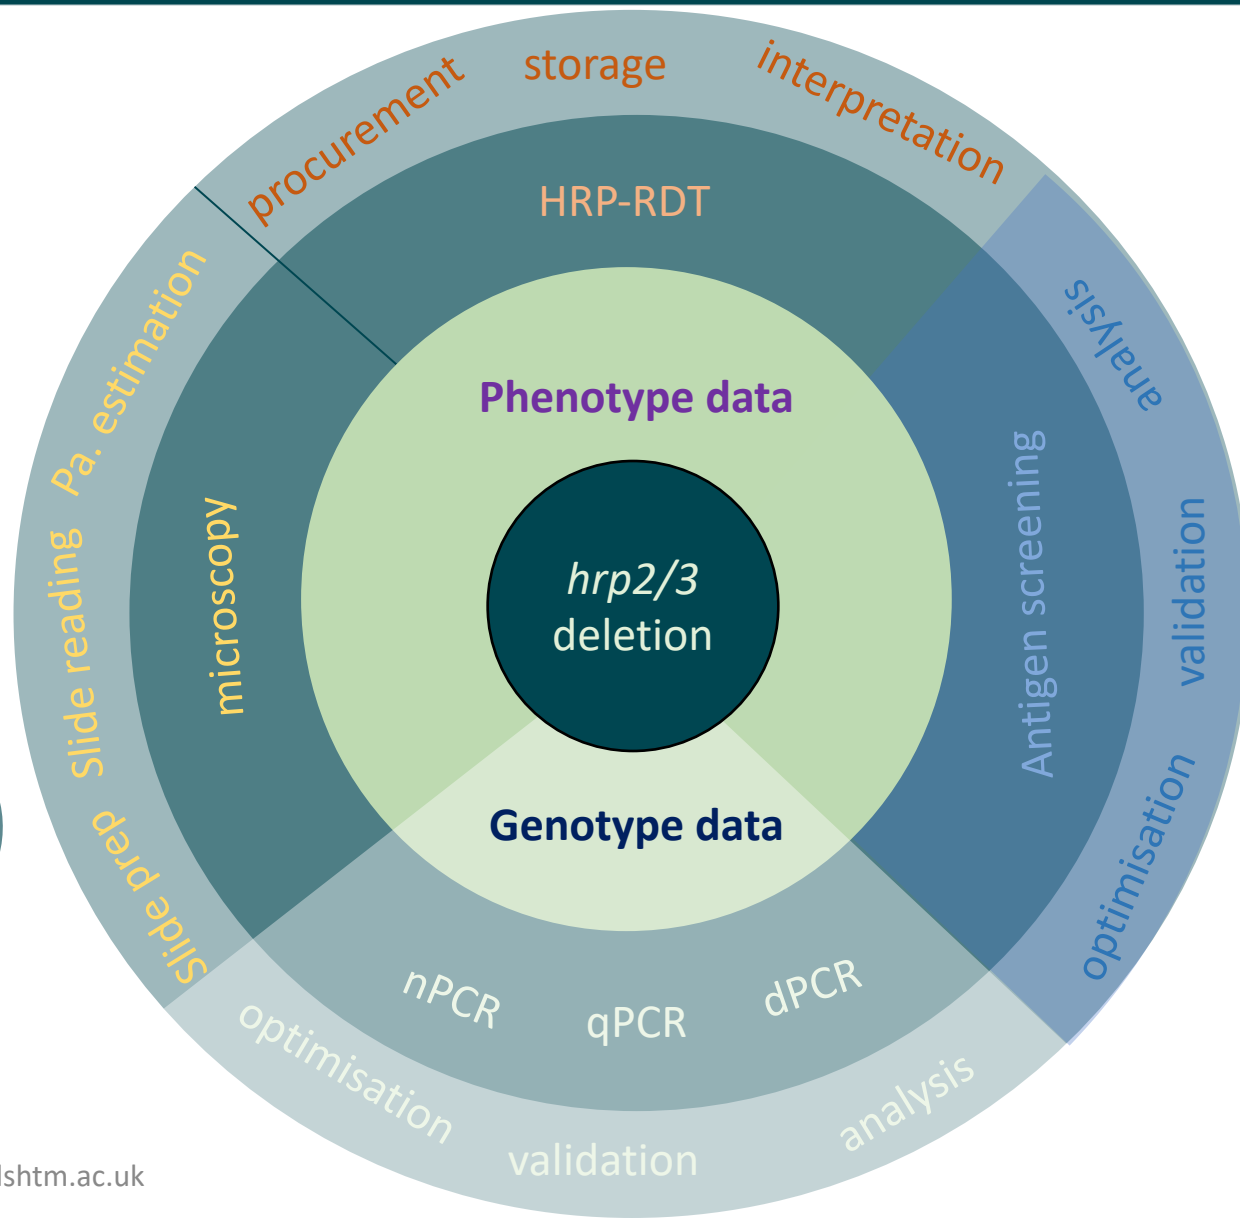 procurement
storage
interpretation
HRP-RDT
analysis
validation
optimisation
Antigen screening
Pa. estimation
Slide reading
Slide prep
microscopy
Phenotype data
hrp2/3
deletion
Genotype data
nPCR
qPCR
dPCR
optimisation
validation
analysis
lshtm.ac.uk